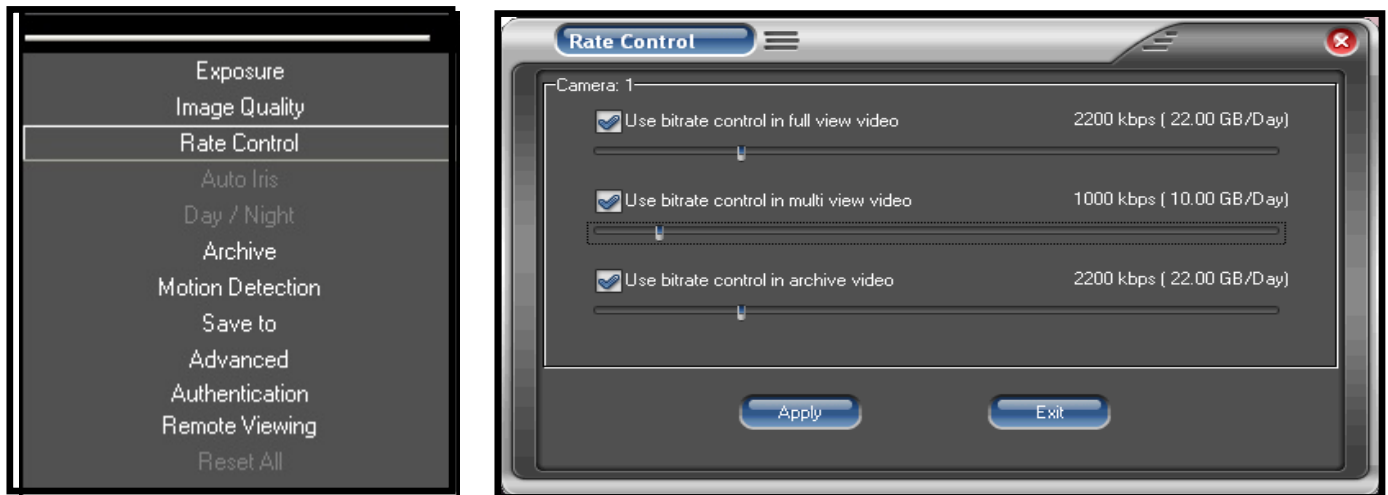 Exposure
Image Quality
Rate Control
Auto Iris
Day / Night
Archive
Motion Detection
Save to
Advanced
Authentication
Remote Viewing
Reset All
Rate Control
Camera: 1
Use bitrate control in full view video 2200 kbps ( 22.00 GB/Day)
Use bitrate control in multi view video 1000 kbps ( 10.00 GB/Day)
Use bitrate control in archive video 2200 kbps ( 22.00 GB/Day)
Apply Exit